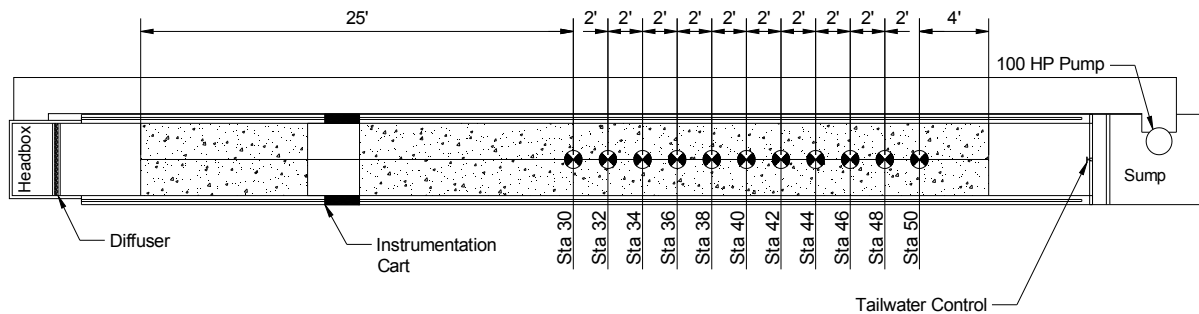 25'
2'
2'
2'
2'
2'
2'
2'
2'
2'
2'
4'
100 HP Pump
Headbox
Sump
Diffuser
Instrumentation
Cart
Sta 30
Sta 32
Sta 34
Sta 36
Sta 38
Sta 40
Sta 42
Sta 44
Sta 46
Sta 48
Sta 50
Tailwater Control